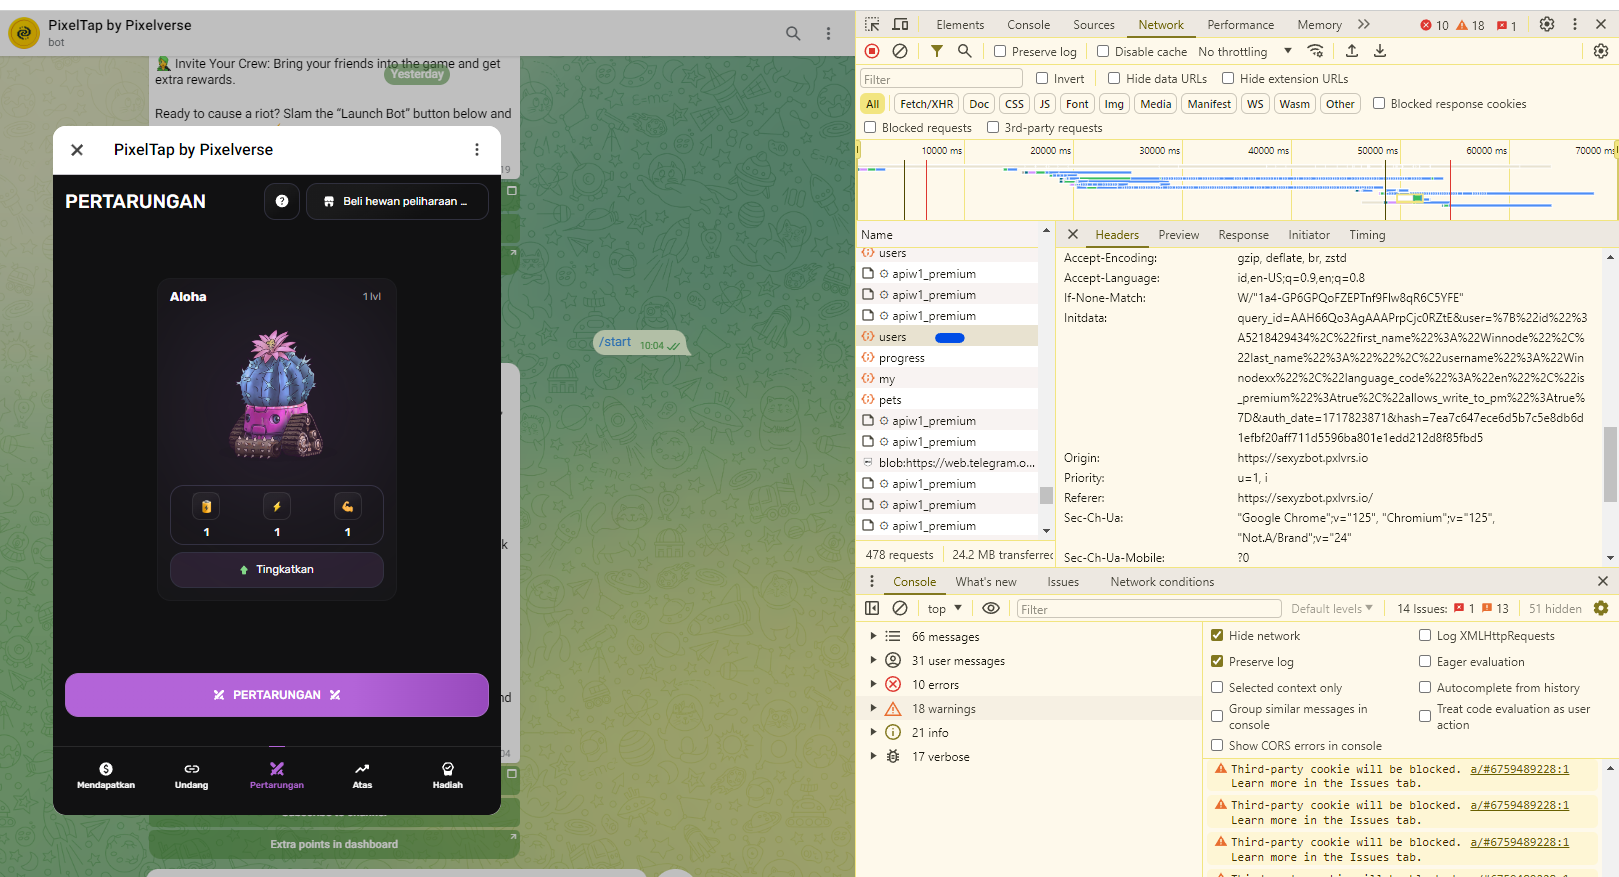 PixelTap by Pixelverse
bot
Invite Your Crew: Bring your friends into the game and get
extra rewards.
Yesterday
Ready to cause a riot? Slam the “Launch Bot” button below and
19
PixelTap by Pixelverse
PERTARUNGAN
?
Beli hewan peliharaan ...
Aloha
1 lvl
1
1
1
Tingkatkan
PERTARUNGAN
Mendapatkan
Undang
Pertarungan
Atas
Hadiah
k
nd
04
Extra points in dashboard
/start 10:04
Elements
Console
Sources
Network
Performance
Memory
10
18
1
Preserve log
Disable cache
No throttling
Filter
Invert
Hide data URLs
Hide extension URLs
All
Fetch/XHR
Doc
CSS
JS
Font
Img
Media
Manifest
WS
Wasm
Other
Blocked response cookies
Blocked requests
3rd-party requests
10000 ms
20000 ms
30000 ms
40000 ms
50000 ms
60000 ms
70000 ms
Name
users
apiw1_premium
apiw1_premium
apiw1_premium
users
progress
my
pets
apiw1_premium
apiw1_premium
blob:https://web.telegram.o...
apiw1_premium
apiw1_premium
apiw1_premium
478 requests
24.2 MB transferred
Headers
Preview
Response
Initiator
Timing
Accept-Encoding: gzip, deflate, br, zstd
Accept-Language: id,en-US;q=0.9,en;q=0.8
If-None-Match: W/"1a4-GP6GPQoFZEPTnf9Flw8qR6C5YFE"
Initdata: query_id=AAH66Qo3AgAAAPrpCjc0RZtE&user=%7B%22id%22%3
A5218429434%2C%22first_name%22%3A%22Winnode%22%2C%
22last_name%22%3A%22%22%2C%22username%22%3A%22Win
nodexx%22%2C%22language_code%22%3A%22en%22%2C%22is
_premium%22%3Atrue%2C%22allows_write_to_pm%22%3Atrue%
7D&auth_date=1717823871&hash=7ea7c647ece6d5b7c5e8db6d
1efbf20aff711d5596ba801e1edd212d8f85fbd5
Origin: https://sexyzbot.pxlvrs.io
Priority: u=1, i
Referer: https://sexyzbot.pxlvrs.io/
Sec-Ch-Ua: "Google Chrome";v="125", "Chromium";v="125",
"Not.A/Brand";v="24"
Sec-Ch-Ua-Mobile: ?0
Console
What's new
Issues
Network conditions
top
Filter
Default levels
14 Issues: 1 13
51 hidden
66 messages
31 user messages
10 errors
18 warnings
21 info
17 verbose
Hide network
Log XMLHttpRequests
Preserve log
Eager evaluation
Selected context only
Autocomplete from history
Group similar messages in
console
Treat code evaluation as user
action
Show CORS errors in console
Third-party cookie will be blocked. a/#6759489228:1
Learn more in the Issues tab.
Third-party cookie will be blocked. a/#6759489228:1
Learn more in the Issues tab.
Third-party cookie will be blocked. a/#6759489228:1
Learn more in the Issues tab.